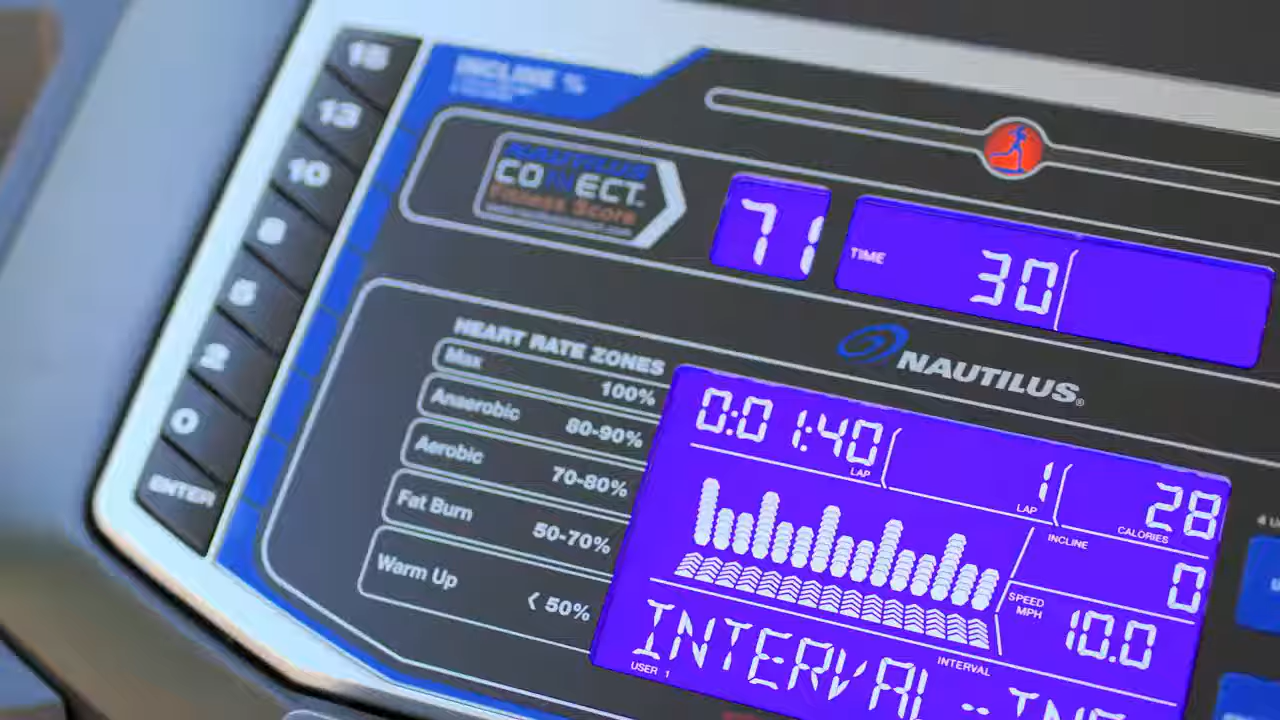 15
INCLINE %
13
10
8
5
2
0
ENTER
NAUTILUS
CONNECT.
Fitness Score
71
TIME 30
NAUTILUS®
HEART RATE ZONES
Max 100%
Anaerobic 80-90%
Aerobic 70-80%
Fat Burn 50-70%
Warm Up < 50%
0:01:40 LAP
1 LAP
28 CALORIES
INCLINE
0
SPEED MPH 10.0
INTERVAL
INTERVAL --
USER 1